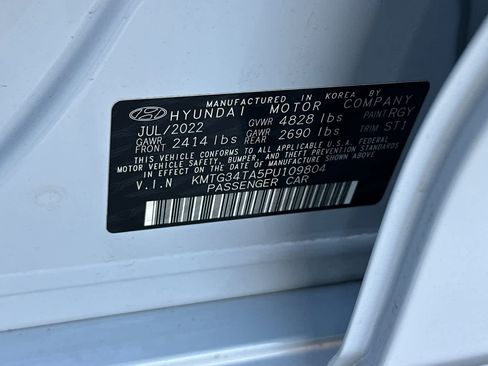 MANUFACTURED IN KOREA BY
HYUNDAI MOTOR COMPANY
JUL/2022 GVWR 4828 lbs PAINT RGY
GAWR FRONT 2414 lbs GAWR REAR 2690 lbs TRIM ST1
THIS VEHICLE CONFORMS TO ALL APPLICABLE FEDERAL
MOTOR VEHICLE SAFETY, BUMPER, AND THEFT PREVENTION
STANDARDS IN EFFECT ON THE DATE OF MANUFACTURE SHOWN ABOVE.
V.I.N KMTG34TA5PU109804
PASSENGER CAR